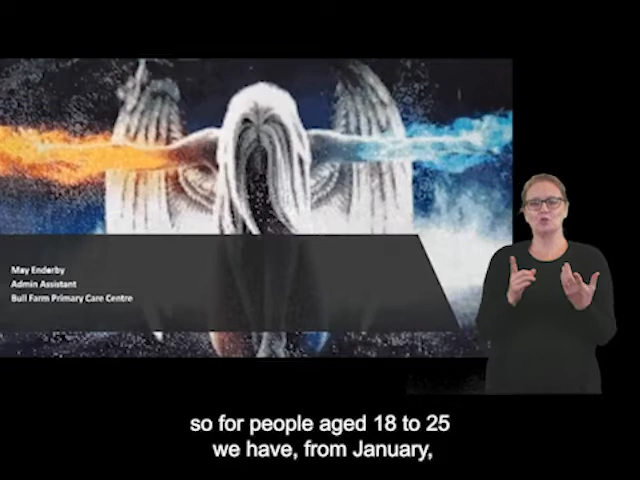 May Enderby
Admin Assistant
Bull Farm Primary Care Centre
so for people aged 18 to 25
we have, from January,